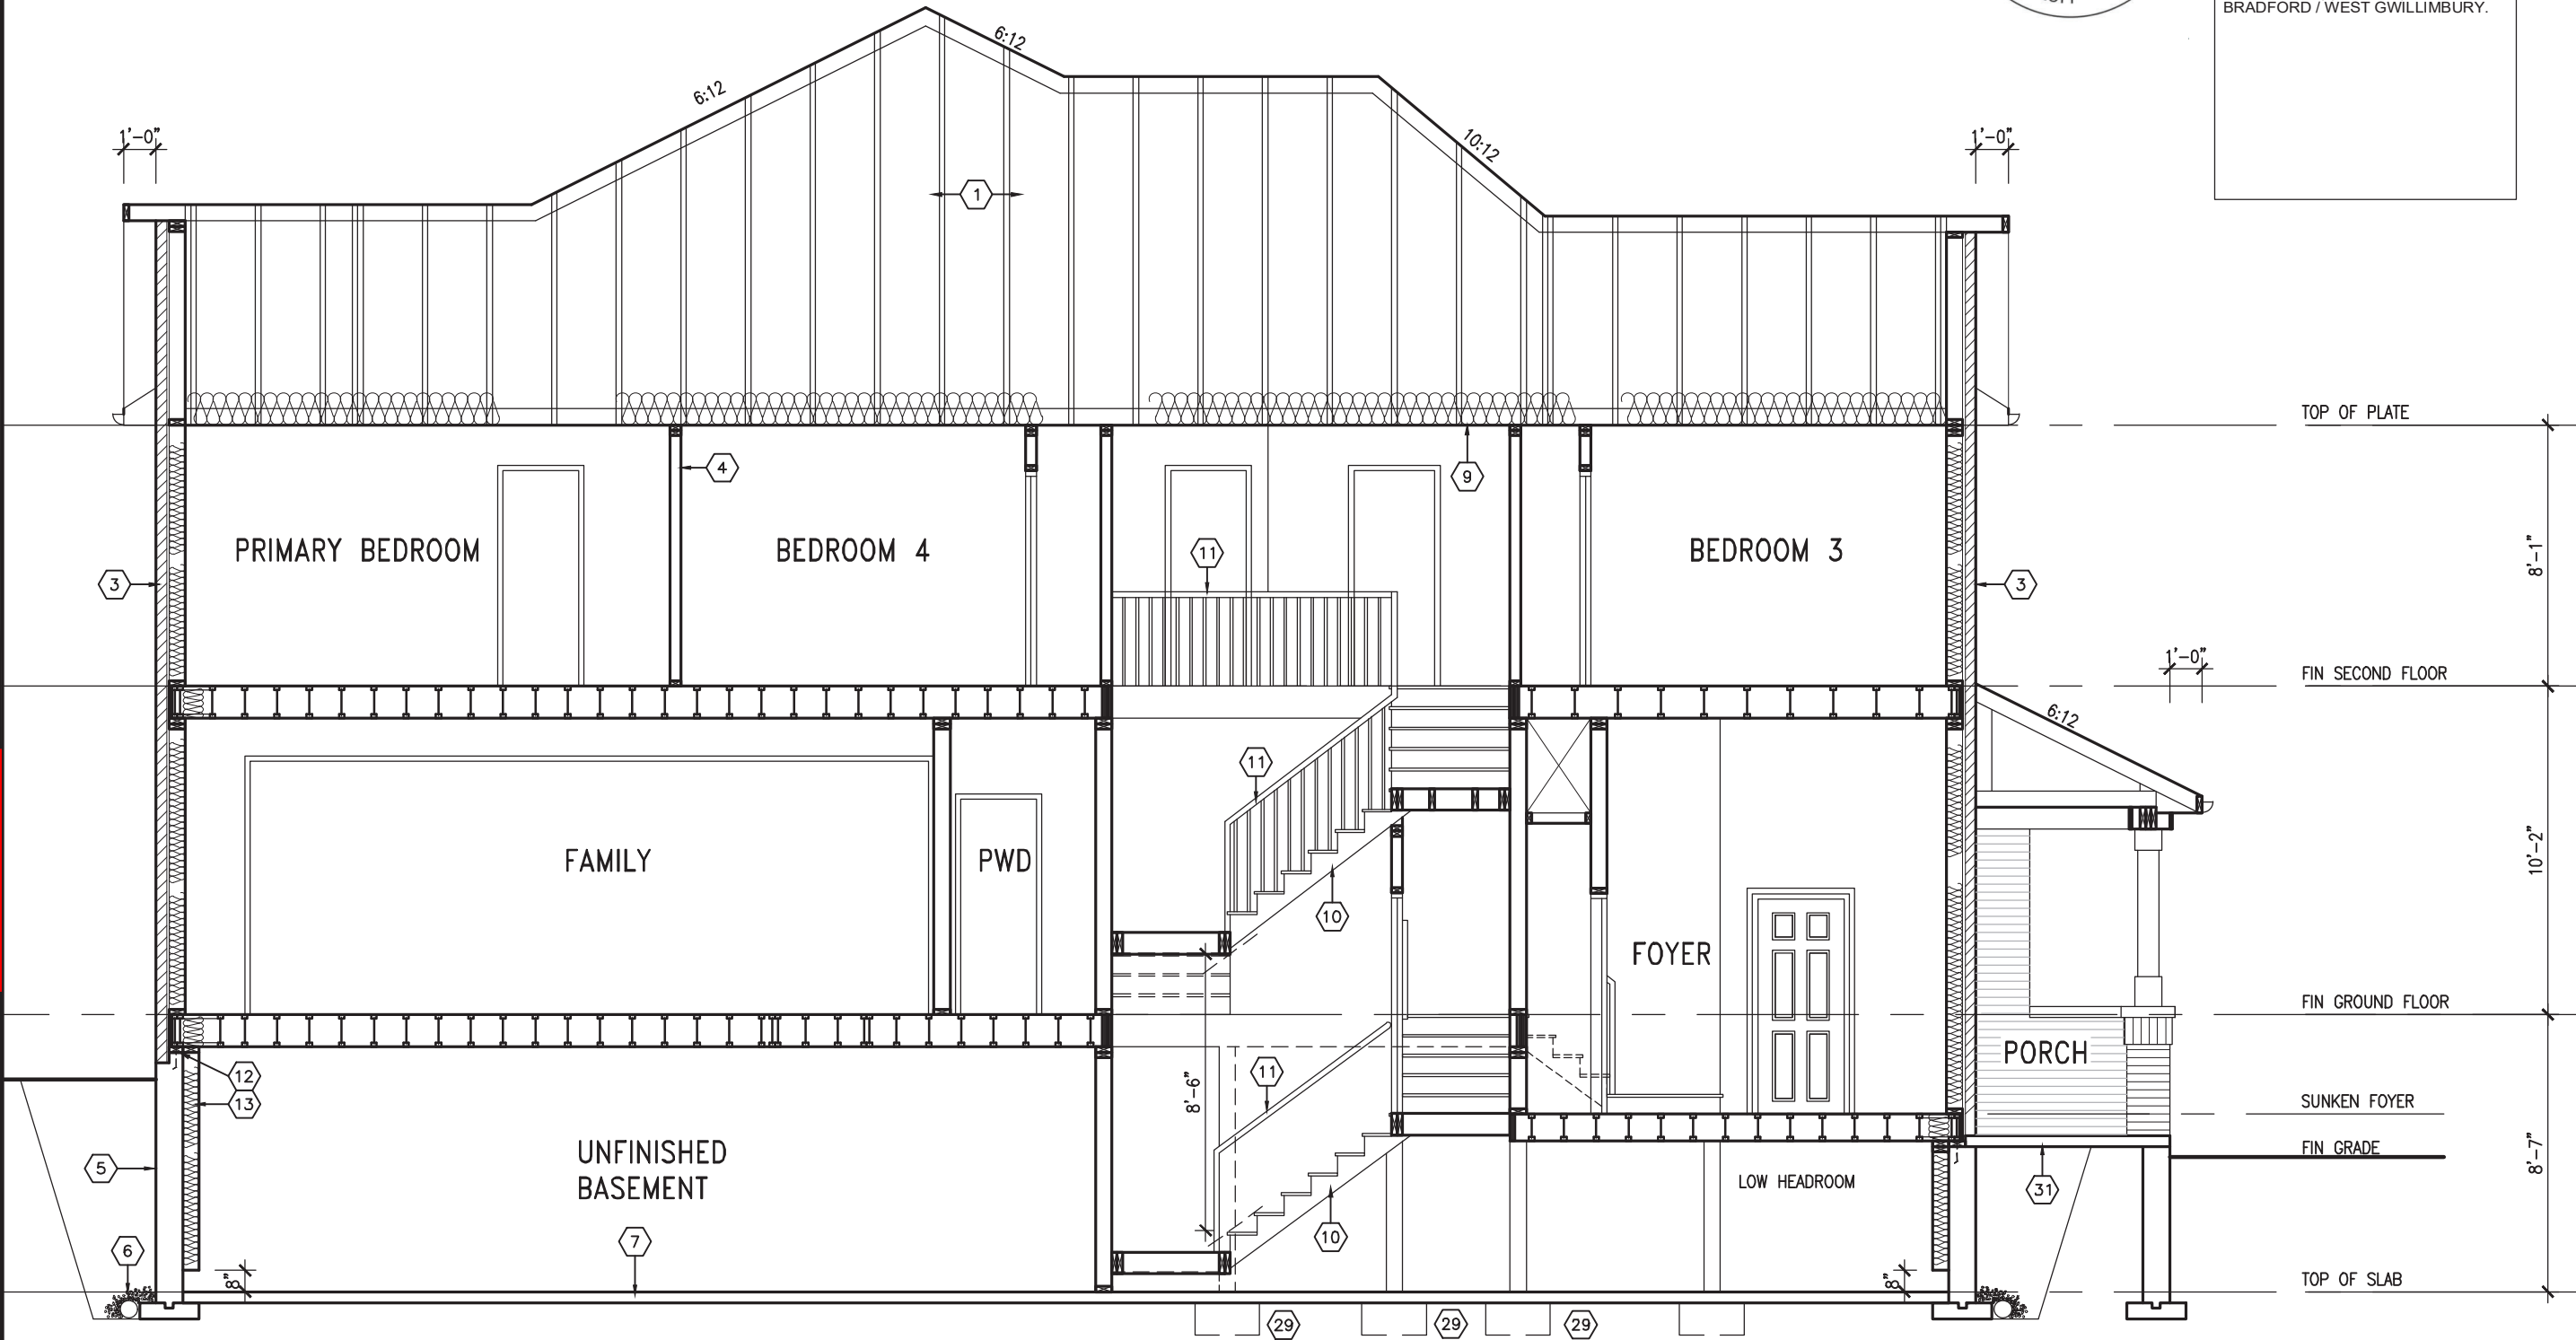 BRADFORD / WEST GWILLIMBURY.
6:12
6:12
10:12
1'-0"
1'-0"
1
TOP OF PLATE
4
9
PRIMARY BEDROOM
BEDROOM 4
11
BEDROOM 3
8'-1"
3
3
1'-0"
FIN SECOND FLOOR
6:12
11
FAMILY
PWD
10'-2"
10
FOYER
FIN GROUND FLOOR
PORCH
12
11
13
8'-6"
SUNKEN FOYER
FIN GRADE
5
UNFINISHED
BASEMENT
8'-7"
LOW HEADROOM
31
6
7
10
8"
8"
TOP OF SLAB
29
29
29